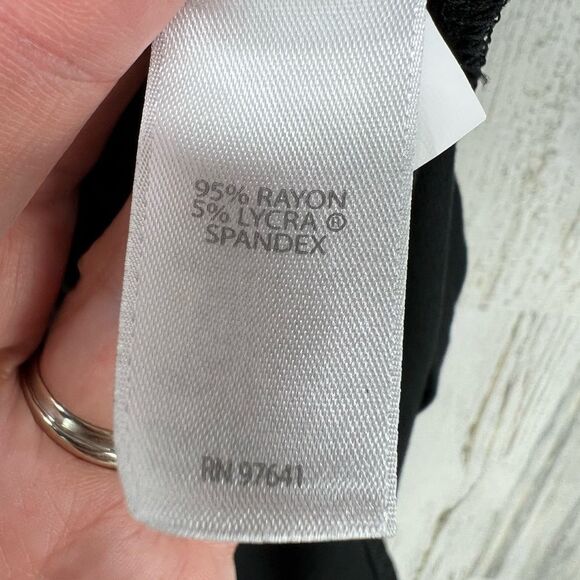 95% RAYON
5% LYCRA ®
SPANDEX
RN 97641